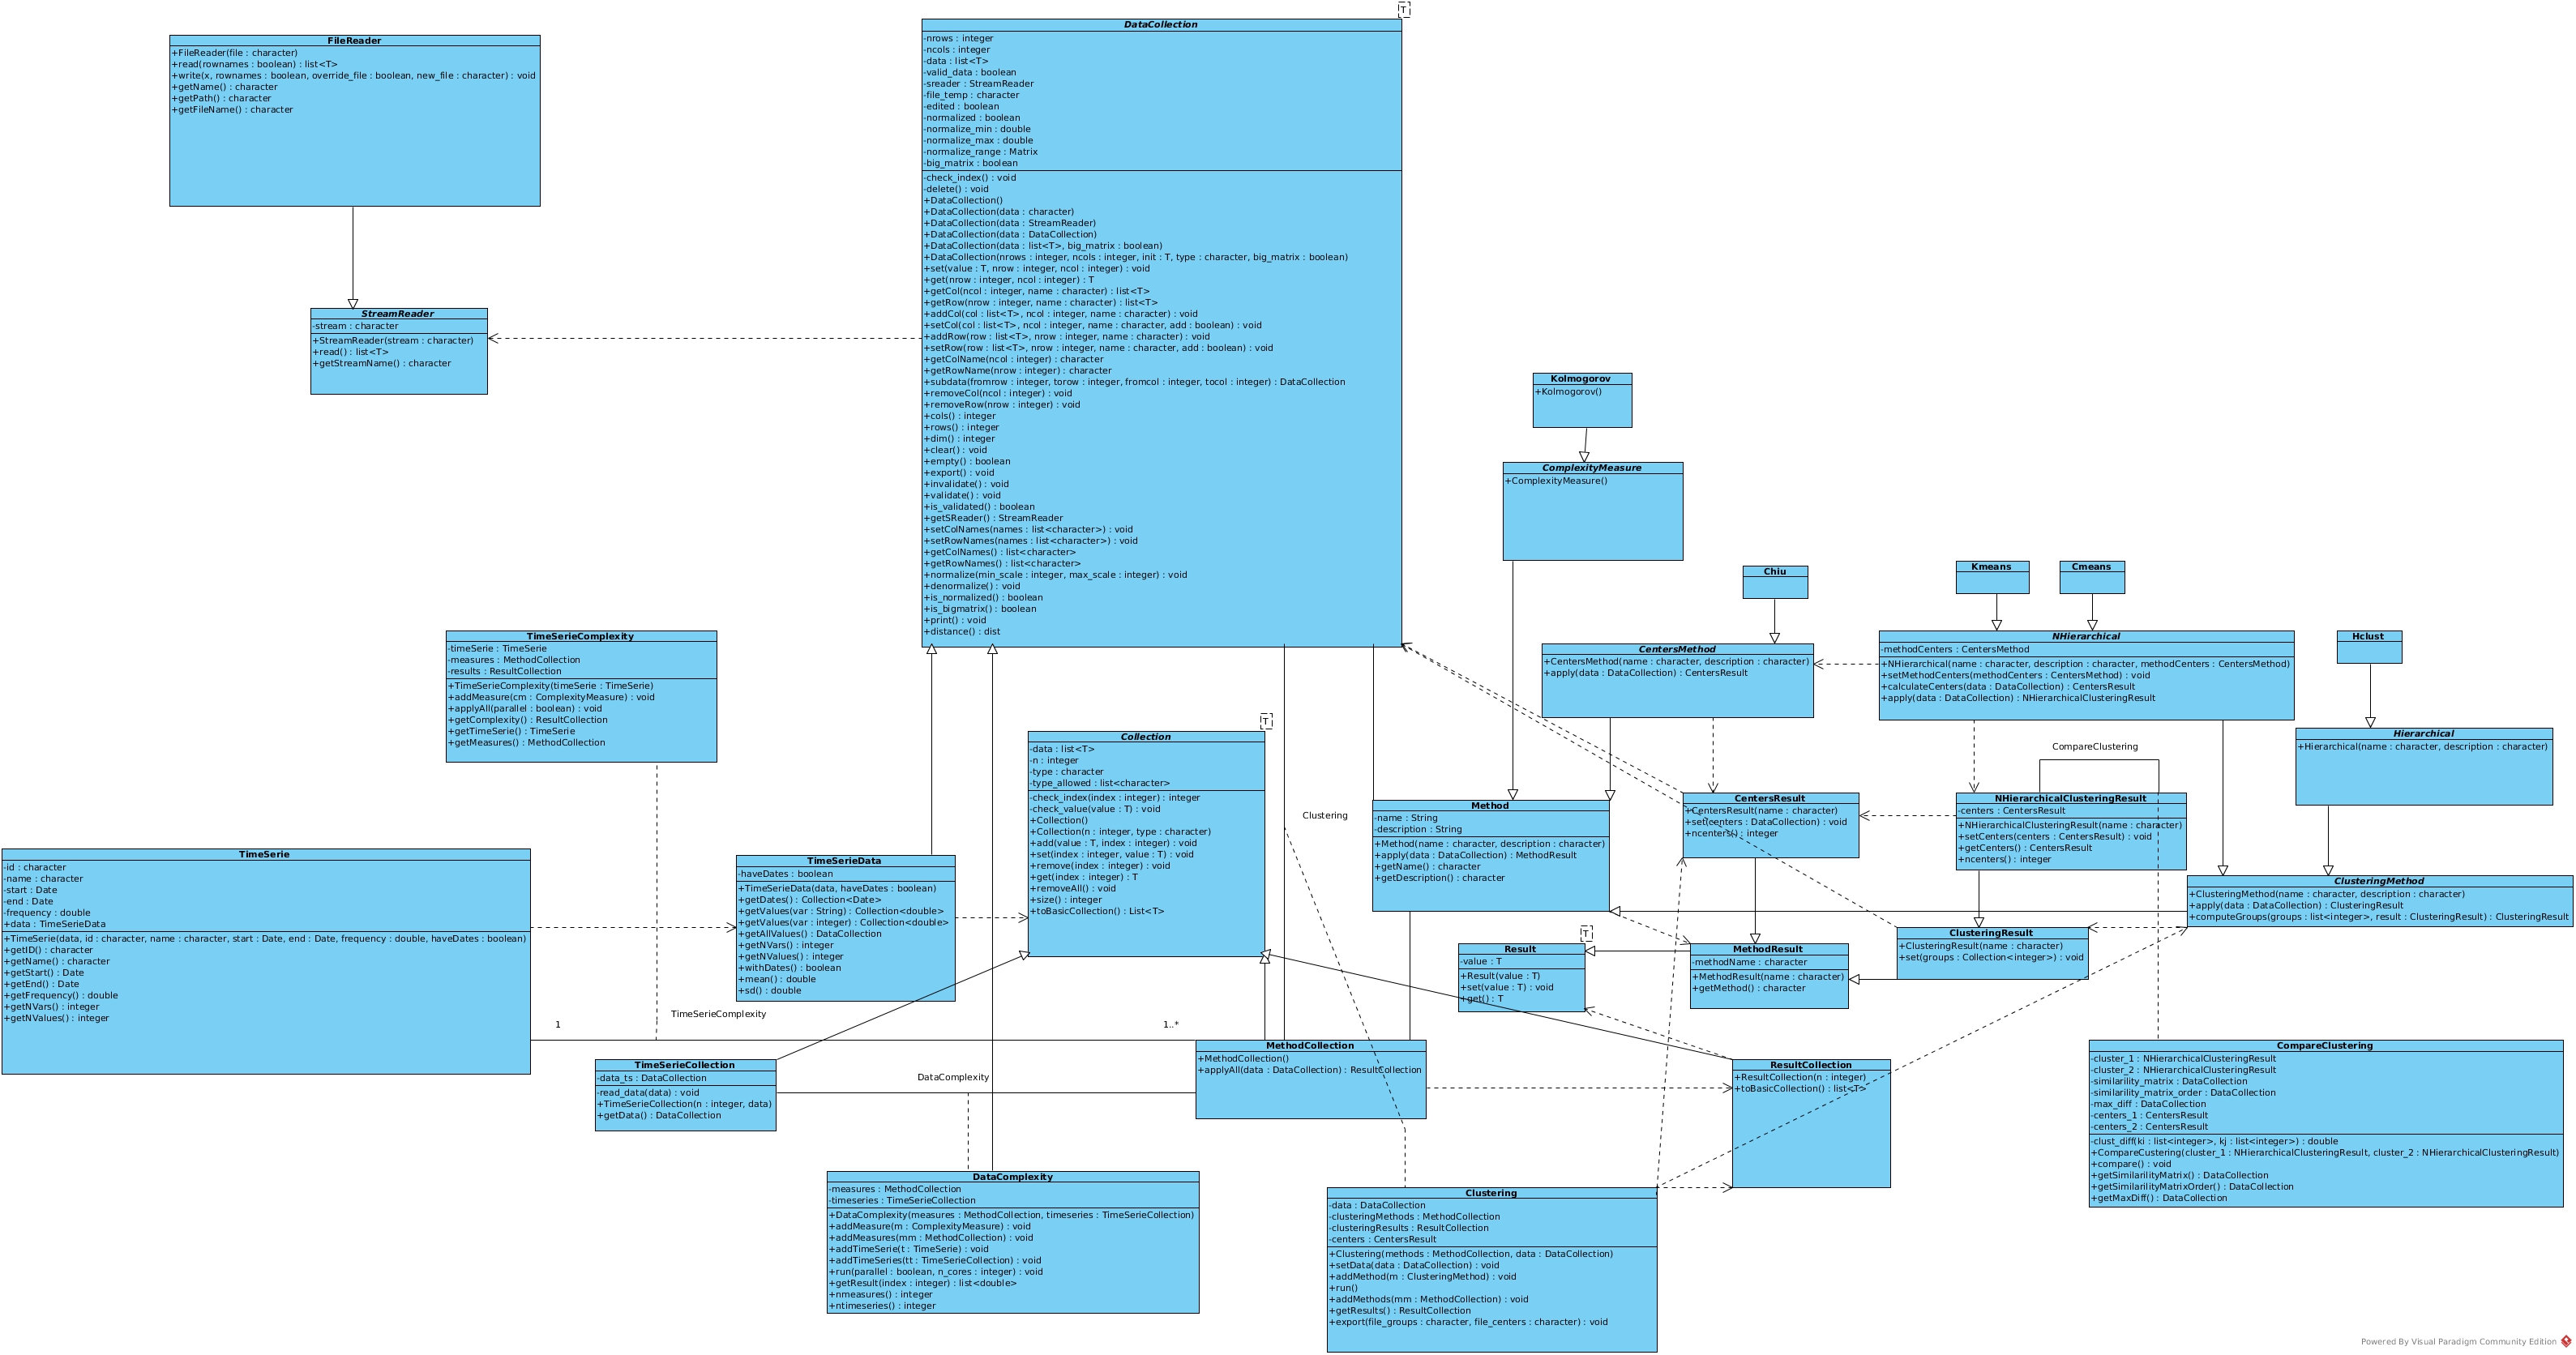 T
DataCollection
-nrows : integer
-ncols : integer
-data : list<T>
-valid_data : boolean
-sreader : StreamReader
-file_temp : character
-edited : boolean
-normalized : boolean
-normalize_min : double
-normalize_max : double
-normalize_range : Matrix
-big_matrix : boolean
-check_index() : void
-delete() : void
+DataCollection()
+DataCollection(data : character)
+DataCollection(data : StreamReader)
+DataCollection(data : DataCollection)
+DataCollection(data : list<T>, big_matrix : boolean)
+DataCollection(nrows : integer, ncols : integer, init : T, type : character, big_matrix : boolean)
+set(value : T, nrow : integer, ncol : integer) : void
+get(nrow : integer, ncol : integer) : T
+getCol(ncol : integer, name : character) : list<T>
+getRow(nrow : integer, name : character) : list<T>
+addCol(col : list<T>, ncol : integer, name : character) : void
+setCol(col : list<T>, ncol : integer, name : character, add : boolean) : void
+addRow(row : list<T>, nrow : integer, name : character) : void
+setRow(row : list<T>, nrow : integer, name : character, add : boolean) : void
+getColName(ncol : integer) : character
+getRowName(nrow : integer) : character
+subdata(fromrow : integer, torow : integer, fromcol : integer, tocol : integer) : DataCollection
+removeCol(ncol : integer) : void
+removeRow(nrow : integer) : void
+cols() : integer
+rows() : integer
+dim() : integer
+clear() : void
+empty() : boolean
+export() : void
+invalidate() : void
+validate() : void
+is_validated() : boolean
+getSReader() : StreamReader
+setColNames(names : list<character>) : void
+setRowNames(names : list<character>) : void
+getColNames() : list<character>
+getRowNames() : list<character>
+normalize(min_scale : integer, max_scale : integer) : void
+denormalize() : void
+is_normalized() : boolean
+is_bigmatrix() : boolean
+print() : void
+distance() : dist
FileReader
+FileReader(file : character)
+read(rownames : boolean) : list<T>
+write(x, rownames : boolean, override_file : boolean, new_file : character) : void
+getName() : character
+getPath() : character
+getFileName() : character
StreamReader
-stream : character
+StreamReader(stream : character)
+read() : list<T>
+getStreamName() : character
Kolmogorov
+Kolmogorov()
ComplexityMeasure
+ComplexityMeasure()
Chiu
Kmeans
Cmeans
CentersMethod
+CentersMethod(name : character, description : character)
+apply(data : DataCollection) : CentersResult
NHierarchical
-methodCenters : CentersMethod
+NHierarchical(name : character, description : character, methodCenters : CentersMethod)
+setMethodCenters(methodCenters : CentersMethod) : void
+calculateCenters(data : DataCollection) : CentersResult
+apply(data : DataCollection) : NHierarchicalClusteringResult
Hclust
Hierarchical
+Hierarchical(name : character, description : character)
TimeSerieComplexity
-timeSerie : TimeSerie
-measures : MethodCollection
-results : ResultCollection
+TimeSerieComplexity(timeSerie : TimeSerie)
+addMeasure(cm : ComplexityMeasure) : void
+applyAll(parallel : boolean) : void
+getComplexity() : ResultCollection
+getTimeSerie() : TimeSerie
+getMeasures() : MethodCollection
T
Collection
-data : list<T>
-n : integer
-type : character
-type_allowed : list<character>
-check_index(index : integer) : integer
-check_value(value : T) : void
+Collection()
+Collection(n : integer, type : character)
+add(value : T, index : integer) : void
+set(index : integer, value : T) : void
+remove(index : integer) : void
+get(index : integer) : T
+removeAll() : void
+size() : integer
+toBasicCollection() : List<T>
CompareClustering
Clustering
Method
-name : String
-description : String
+Method(name : character, description : character)
+apply(data : DataCollection) : MethodResult
+getName() : character
+getDescription() : character
CentersResult
+CentersResult(name : character)
+set(centers : DataCollection) : void
+ncenters() : integer
NHierarchicalClusteringResult
-centers : CentersResult
+NHierarchicalClusteringResult(name : character)
+setCenters(centers : CentersResult) : void
+getCenters() : CentersResult
+ncenters() : integer
TimeSerie
-id : character
-name : character
-start : Date
-end : Date
-frequency : double
+data : TimeSerieData
+TimeSerie(data, id : character, name : character, start : Date, end : Date, frequency : double, haveDates : boolean)
+getID() : character
+getName() : character
+getStart() : Date
+getEnd() : Date
+getFrequency() : double
+getNVars() : integer
+getNValues() : integer
TimeSerieData
-haveDates : boolean
+TimeSerieData(data, haveDates : boolean)
+getDates() : Collection<Date>
+getValues(var : String) : Collection<double>
+getValues(var : integer) : Collection<double>
+getAllValues() : DataCollection
+getNVars() : integer
+getNValues() : integer
+withDates() : boolean
+mean() : double
+sd() : double
ClusteringMethod
+ClusteringMethod(name : character, description : character)
+apply(data : DataCollection) : ClusteringResult
+computeGroups(groups : list<integer>, result : ClusteringResult) : ClusteringResult
T
Result
-value : T
+Result(value : T)
+set(value : T) : void
+get() : T
MethodResult
-methodName : character
+MethodResult(name : character)
+getMethod() : character
ClusteringResult
+ClusteringResult(name : character)
+set(groups : Collection<integer>) : void
TimeSerieComplexity
1
1..*
TimeSerieCollection
-data_ts : DataCollection
-read_data(data) : void
+TimeSerieCollection(n : integer, data)
+getData() : DataCollection
DataComplexity
MethodCollection
+MethodCollection()
+applyAll(data : DataCollection) : ResultCollection
ResultCollection
+ResultCollection(n : integer)
+toBasicCollection() : list<T>
CompareClustering
-cluster_1 : NHierarchicalClusteringResult
-cluster_2 : NHierarchicalClusteringResult
-similarility_matrix : DataCollection
-similarility_matrix_order : DataCollection
-max_diff : DataCollection
-centers_1 : CentersResult
-centers_2 : CentersResult
-clust_diff(ki : list<integer>, kj : list<integer>) : double
+CompareCustering(cluster_1 : NHierarchicalClusteringResult, cluster_2 : NHierarchicalClusteringResult)
+compare() : void
+getSimilarilityMatrix() : DataCollection
+getSimilarilityMatrixOrder() : DataCollection
+getMaxDiff() : DataCollection
DataComplexity
-measures : MethodCollection
-timeseries : TimeSerieCollection
+DataComplexity(measures : MethodCollection, timeseries : TimeSerieCollection)
+addMeasure(m : ComplexityMeasure) : void
+addMeasures(mm : MethodCollection) : void
+addTimeSerie(t : TimeSerie) : void
+addTimeSeries(tt : TimeSerieCollection) : void
+run(parallel : boolean, n_cores : integer) : void
+getResult(index : integer) : list<double>
+nmeasures() : integer
+ntimeseries() : integer
Clustering
-data : DataCollection
-clusteringMethods : MethodCollection
-clusteringResults : ResultCollection
-centers : CentersResult
+Clustering(methods : MethodCollection, data : DataCollection)
+setData(data : DataCollection) : void
+addMethod(m : ClusteringMethod) : void
+run()
+addMethods(mm : MethodCollection) : void
+getResults() : ResultCollection
+export(file_groups : character, file_centers : character) : void
Powered By Visual Paradigm Community Edition